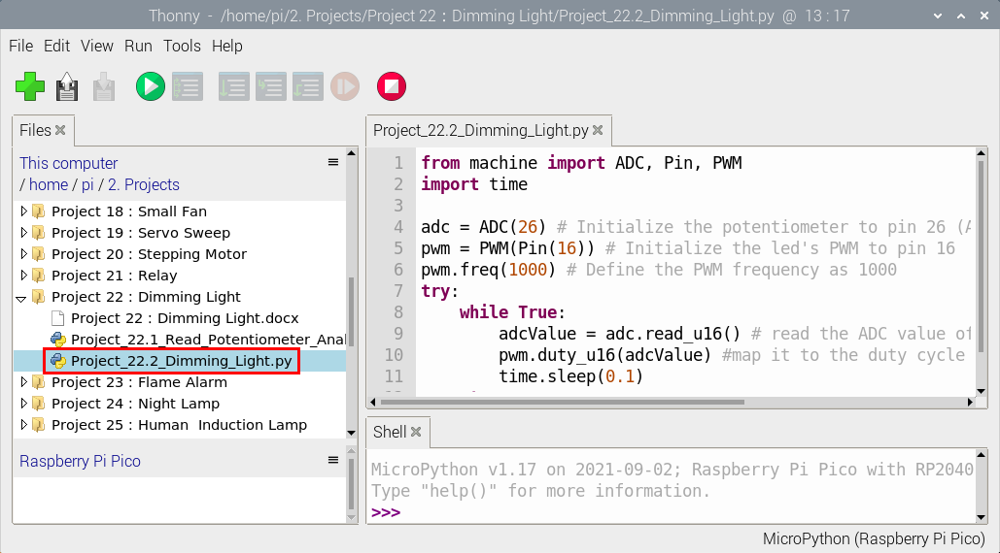 Thonny - /home/pi/2. Projects/Project 22 : Dimming Light/Project_22.2_Dimming_Light.py @ 13 : 17
File Edit View Run Tools Help
Files
This computer
/ home / pi / 2. Projects
Project 18 : Small Fan
Project 19 : Servo Sweep
Project 20 : Stepping Motor
Project 21 : Relay
Project 22 : Dimming Light
Project 22 : Dimming Light.docx
Project_22.1_Read_Potentiometer_Anal
Project_22.2_Dimming_Light.py
Project 23 : Flame Alarm
Project 24 : Night Lamp
Project 25 : Human Induction Lamp
Raspberry Pi Pico
Project_22.2_Dimming_Light.py
1 from machine import ADC, Pin, PWM
2 import time
3
4 adc = ADC(26) # Initialize the potentiometer to pin 26 (A
5 pwm = PWM(Pin(16)) # Initialize the led's PWM to pin 16
6 pwm.freq(1000) # Define the PWM frequency as 1000
7 try:
8 while True:
9 adcValue = adc.read_u16() # read the ADC value of
10 pwm.duty_u16(adcValue) #map it to the duty cycle
11 time.sleep(0.1)
Shell
MicroPython v1.17 on 2021-09-02; Raspberry Pi Pico with RP2040
Type "help()" for more information.
>>>
MicroPython (Raspberry Pi Pico)